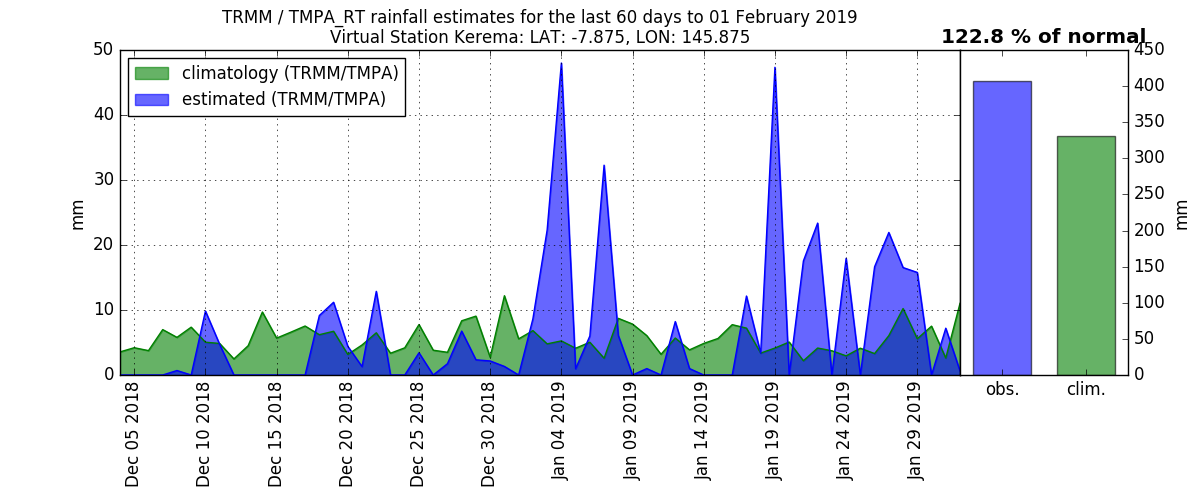 TRMM / TMPA_RT rainfall estimates for the last 60 days to 01 February 2019
Virtual Station Kerema: LAT: -7.875, LON: 145.875
122.8 % of normal
climatology (TRMM/TMPA)
estimated (TRMM/TMPA)
mm
50
40
30
20
10
0
Dec 05 2018
Dec 10 2018
Dec 15 2018
Dec 20 2018
Dec 25 2018
Dec 30 2018
Jan 04 2019
Jan 09 2019
Jan 14 2019
Jan 19 2019
Jan 24 2019
Jan 29 2019
obs.
clim.
450
400
350
300
250
200
150
100
50
0
mm